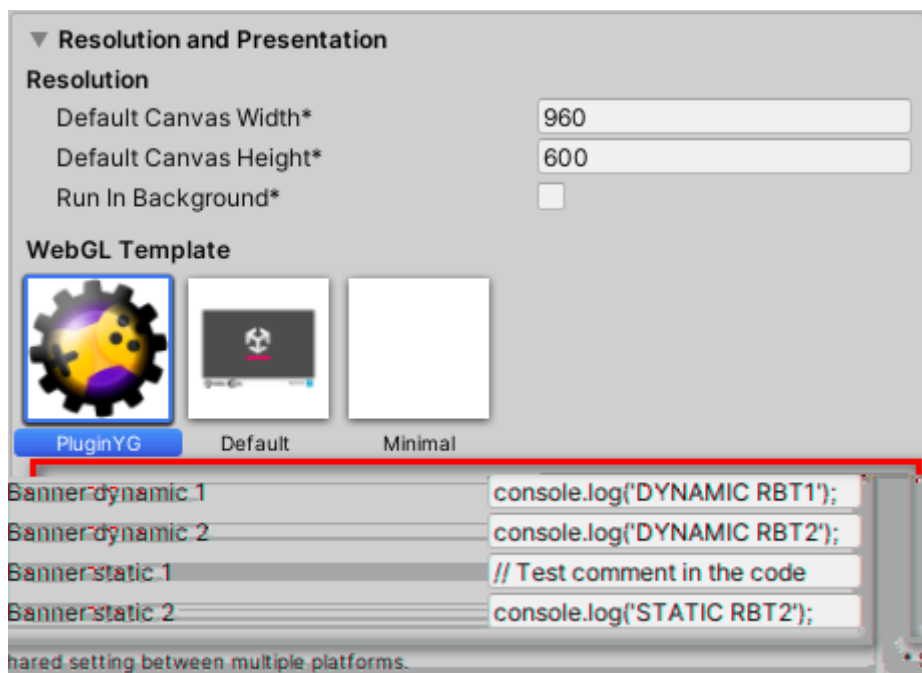 Resolution and Presentation
Resolution
Default Canvas Width* 960
Default Canvas Height* 600
Run In Background*
WebGL Template
PluginYG Default Minimal
Banner dynamic 1 console.log('DYNAMIC RBT1');
Banner dynamic 2 console.log('DYNAMIC RBT2');
Banner static 1 // Test comment in the code
Banner static 2 console.log('STATIC RBT2');
hared setting between multiple platforms. * S